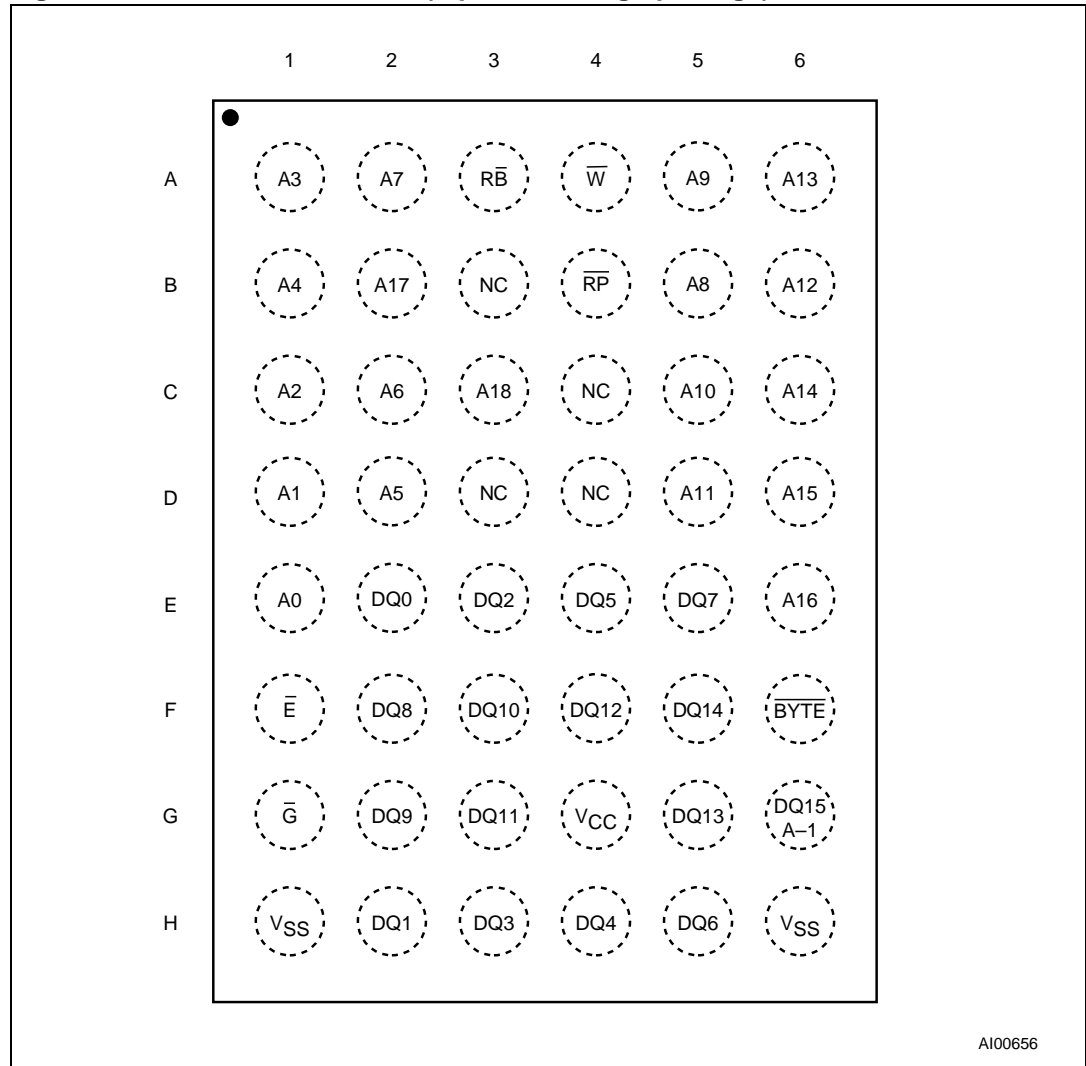 1 2 3 4 5 6
A A3 A7 RB̅ W̅ A9 A13
B A4 A17 NC R̅P̅ A8 A12
C A2 A6 A18 NC A10 A14
D A1 A5 NC NC A11 A15
E A0 DQ0 DQ2 DQ5 DQ7 A16
F E̅ DQ8 DQ10 DQ12 DQ14 B̅Y̅T̅E̅
G G̅ DQ9 DQ11 VCC DQ13 DQ15
A–1
H VSS DQ1 DQ3 DQ4 DQ6 VSS
AI00656